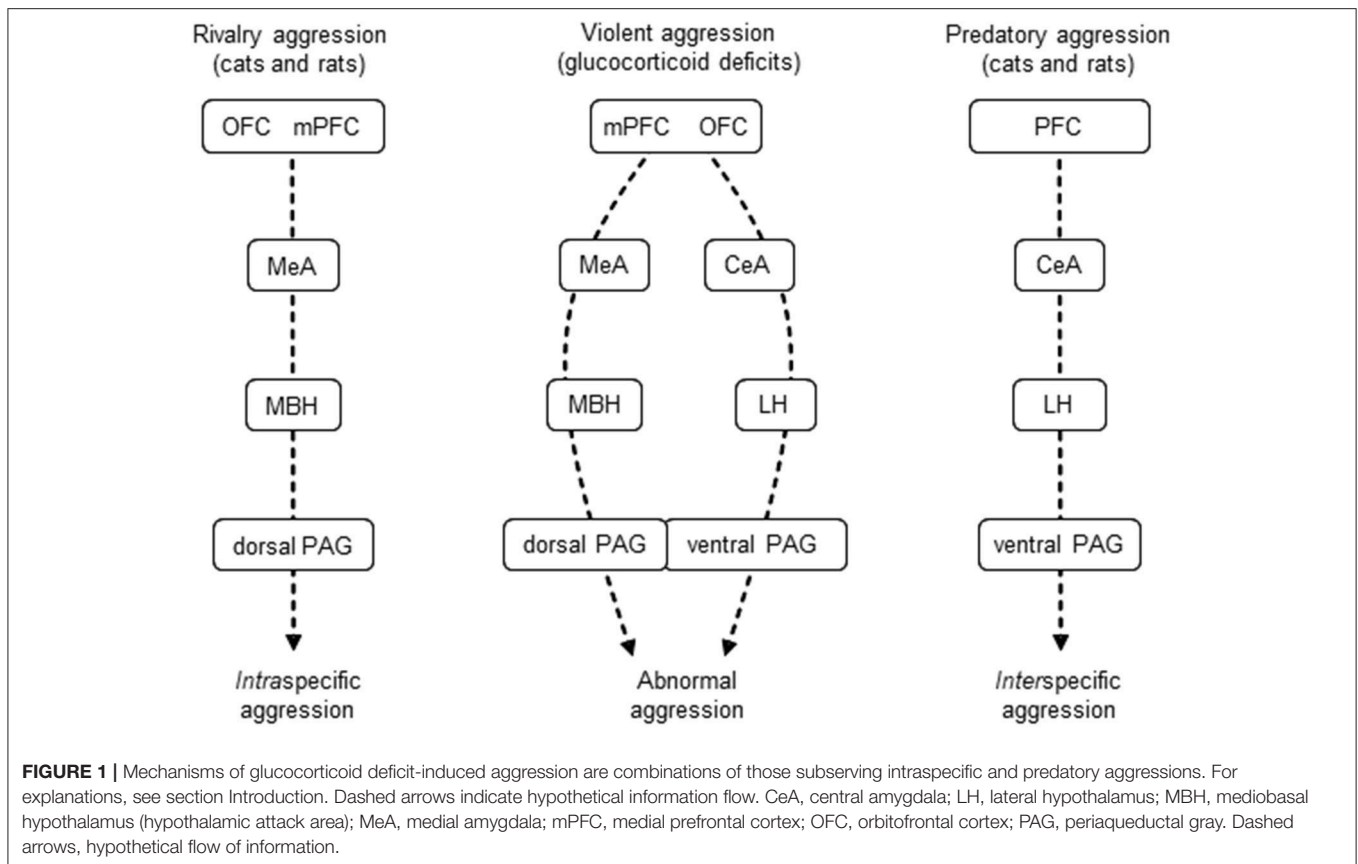 Rivalry aggression
(cats and rats)
Violent aggression
(glucocorticoid deficits)
Predatory aggression
(cats and rats)
OFC mPFC
mPFC OFC
PFC
MeA
MeA
CeA
CeA
MBH
MBH
LH
LH
dorsal PAG
dorsal PAG
ventral PAG
ventral PAG
Intraspecific
aggression
Abnormal
aggression
Interspecific
aggression
FIGURE 1 | Mechanisms of glucocorticoid deficit-induced aggression are combinations of those subserving intraspecific and predatory aggressions. For
explanations, see section Introduction. Dashed arrows indicate hypothetical information flow. CeA, central amygdala; LH, lateral hypothalamus; MBH, mediobasal
hypothalamus (hypothalamic attack area); MeA, medial amygdala; mPFC, medial prefrontal cortex; OFC, orbitofrontal cortex; PAG, periaqueductal gray. Dashed
arrows, hypothetical flow of information.